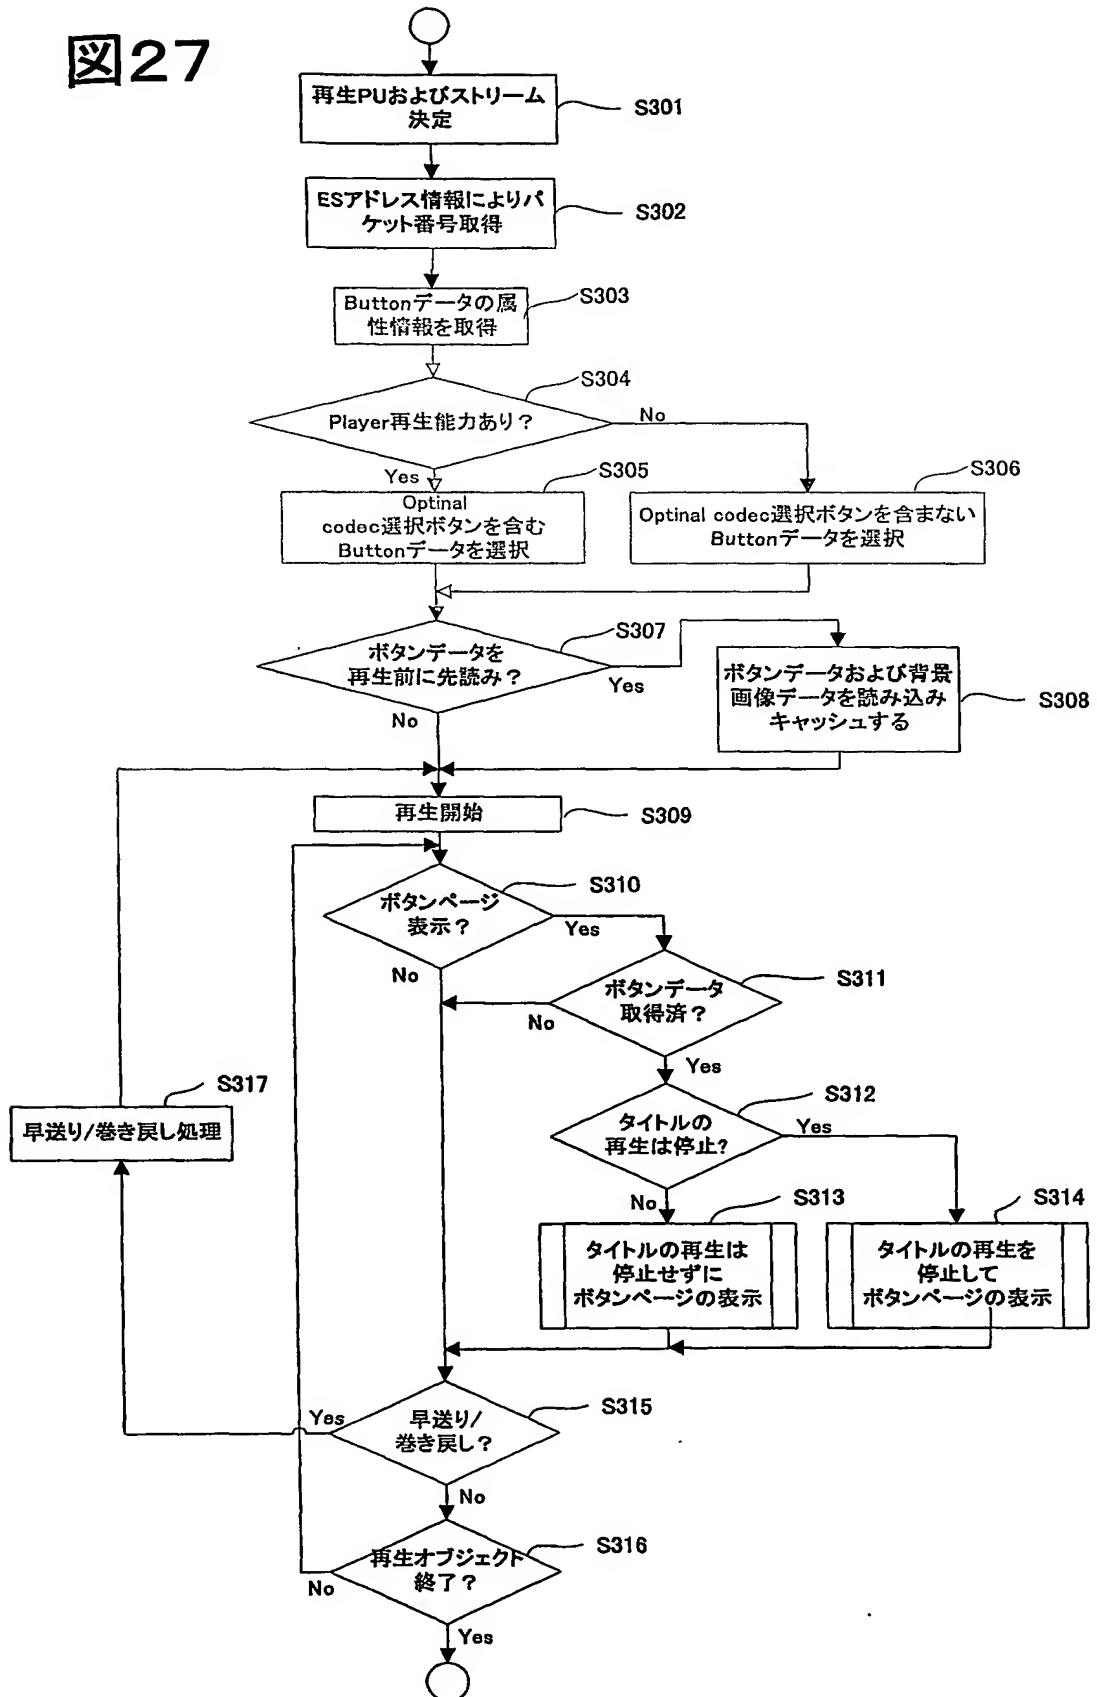 図27
再生PUおよびストリーム
決定
S301
ESアドレス情報によりパ
ケット番号取得
S302
Buttonデータの属
性情報を取得
S303
S304
Player再生能力あり？
No
Yes
S305
Optinal
codec選択ボタンを含む
Buttonデータを選択
S306
Optinal codec選択ボタンを含まない
Buttonデータを選択
S307
ボタンデータを
再生前に先読み？
Yes
No
ボタンデータおよび背景
画像データを読み込み
キャッシュする
S308
再生開始
S309
S310
ボタンページ
表示？
Yes
No
S311
ボタンデータ
取得済？
No
Yes
S312
タイトルの
再生は停止?
Yes
No
S317
早送り/巻き戻し処理
S313
タイトルの再生は
停止せずに
ボタンページの表示
S314
タイトルの再生を
停止して
ボタンページの表示
S315
早送り/
巻き戻し？
Yes
No
S316
再生オブジェクト
終了？
No
Yes